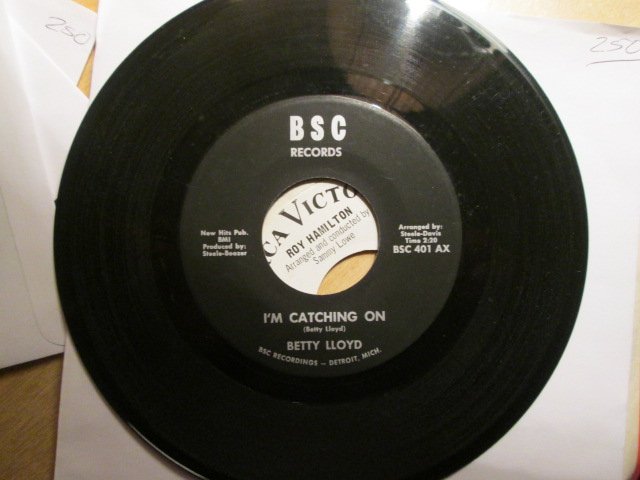 250
250
BSC
RECORDS
New Hits Pub.
BMI
Produced by:
Steele-Boozer
CA VICTO
ROY HAMILTON
Arranged and conducted by
Sammy Lowe
Arranged by:
Steele-Davis
Time 2:20
BSC 401 AX
I'M CATCHING ON
(Betty Lloyd)
BETTY LLOYD
BSC RECORDINGS — DETROIT, MICH.